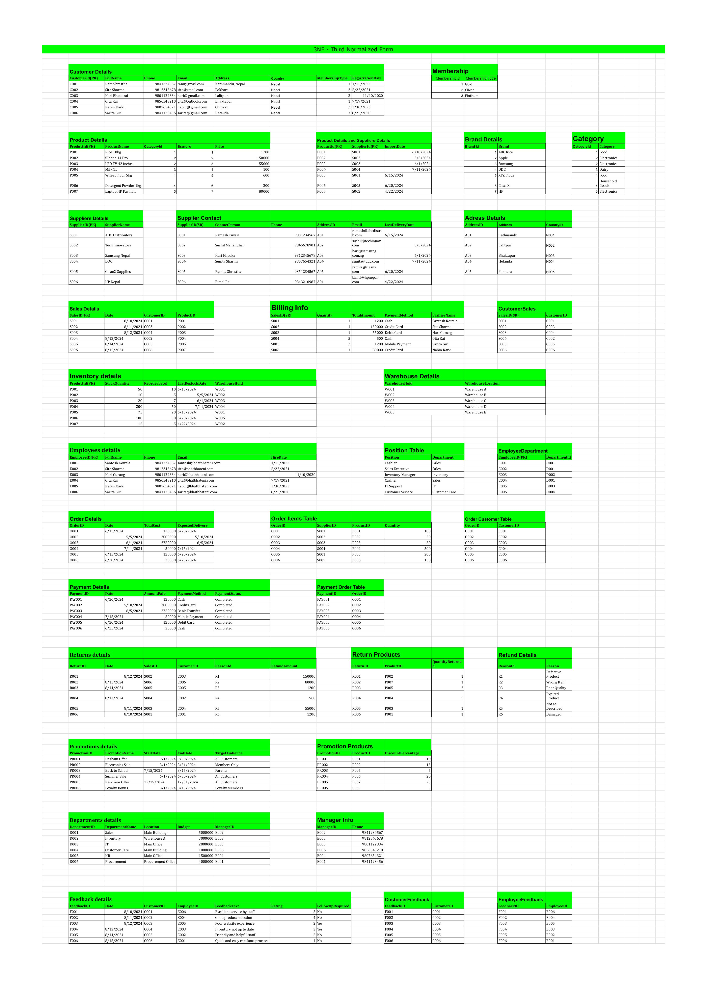 3NF - Third Normalized Form
Customer Details Membership
CustomerId(PK) FullName Phone Email Address Country MembershipType RegistrationDate MembershipId Membership Type
C001 Ram Shrestha 9841234567 ram@gmail.com Kathmandu, Nepal Nepal 1 1/15/2022 1 Gold
C002 Sita Sharma 9812345678 sita@gmail.com Pokhara Nepal 2 5/22/2021 2 Silver
C003 Hari Bhattarai 9801122334 hari@ gmail.com Lalitpur Nepal 3 11/10/2020 3 Platinum
C004 Gita Rai 9856543210 gita@outlook.com Bhaktapur Nepal 1 7/19/2021
C005 Nabin Karki 9807654321 nabin@ gmail.com Chitwan Nepal 2 3/30/2023
C006 Sarita Giri 9841123456 sarita@ gmail.com Hetauda Nepal 3 8/25/2020
Product Details Product Details and Suppliers Details Brand Details Category
ProductId(PK) ProductName CategoryId Brand id Price ProductId(PK) SupplierId(PK) ImportDate Brand id Brand CategoryId Category
P001 Rice 10kg 1 1 1200 P001 S001 6/10/2024 1 ABC Rice 1 Food
P002 iPhone 14 Pro 2 2 150000 P002 S002 5/5/2024 2 Apple 2 Electronics
P003 LED TV 42 inches 2 3 55000 P003 S003 6/1/2024 3 Samsung 2 Electronics
P004 Milk 1L 3 4 100 P004 S004 7/11/2024 4 DDC 3 Dairy
P005 Wheat Flour 5kg 1 5 600 P005 S001 6/15/2024 5 XYZ Flour 1 Food
Household
P006 Detergent Powder 1kg 4 6 200 P006 S005 6/20/2024 6 CleanX 4 Goods
P007 Laptop HP Pavilion 3 7 80000 P007 S002 4/22/2024 7 HP 3 Electronics
Suppliers Details Supplier Contact Adress Details
SupplierID(PK) SupplierName SupplierID(SR) ContactPerson Phone AddressID Email LastDeliveryDate AddressID Address CountryID
ramesh@abcdistri
S001 ABC Distributors S001 Ramesh Tiwari 9801234567 A01 b.com 6/15/2024 A01 Kathmandu N001
sushil@techinnov.
S002 Tech Innovators S002 Sushil Manandhar 9845678901 A02 com 5/5/2024 A02 Lalitpur N002
hari@samsung.
S003 Samsung Nepal S003 Hari Khadka 9812345678 A03 com.np 6/1/2024 A03 Bhaktapur N003
S004 DDC S004 Sunita Sharma 9807654321 A04 sunita@ddc.com 7/11/2024 A04 Hetauda N004
ramila@cleanx.
S005 CleanX Supplies S005 Ramila Shrestha 9851234567 A05 com 6/20/2024 A05 Pokhara N005
bimal@hpnepal.
S006 HP Nepal S006 Bimal Rai 9843210987 A01 com 4/22/2024
Sales Details Billing Info CustomerSales
SalesID(PK) Date CustomerID ProductID SalesID(SR) Quantity TotalAmount PaymentMethod CashierName SalesID(SR) CustomerID
S001 8/10/2024 C001 P001 S001 1 1200 Cash Santosh Koirala S001 C001
S002 8/11/2024 C003 P002 S002 1 150000 Credit Card Sita Sharma S002 C003
S003 8/12/2024 C004 P003 S003 1 55000 Debit Card Hari Gurung S003 C004
S004 8/13/2024 C002 P004 S004 5 500 Cash Gita Rai S004 C002
S005 8/14/2024 C005 P005 S005 2 1200 Mobile Payment Sarita Giri S005 C005
S006 8/15/2024 C006 P007 S006 1 80000 Credit Card Nabin Karki S006 C006
Inventory details Warehouse Details
ProductId(PK) StockQuantity ReorderLevel LastRestockDate WarehouseHold WarehouseHold WarehouseLocation
P001 50 10 6/15/2024 W001 W001 Warehouse A
P002 10 5 5/5/2024 W002 W002 Warehouse B
P003 20 7 6/1/2024 W003 W003 Warehouse C
P004 200 50 7/11/2024 W004 W004 Warehouse D
P005 75 20 6/15/2024 W001 W005 Warehouse E
P006 100 30 6/20/2024 W005
P007 15 5 4/22/2024 W002
Employees details Position Table EmployeeDepartment
EmployeeID(PK) FullName Phone Email HireDate Position Department EmployeeID(PK) DepartmentId
E001 Santosh Koirala 9841234567 santosh@bhatbhateni.com 1/15/2022 Cashier Sales E001 D001
E002 Sita Sharma 9812345678 sita@bhatbhateni.com 5/22/2021 Sales Executive Sales E002 D001
E003 Hari Gurung 9801122334 hari@bhatbhateni.com 11/10/2020 Inventory Manager Inventory E003 D002
E004 Gita Rai 9856543210 gita@bhatbhateni.com 7/19/2021 Cashier Sales E004 D001
E005 Nabin Karki 9807654321 nabin@bhatbhateni.com 3/30/2023 IT Support IT E005 D003
E006 Sarita Giri 9841123456 sarita@bhatbhateni.com 8/25/2020 Customer Service Customer Care E006 D004
Order Details Order Items Table Order Customer Table
OrderID Date TotalCost ExpectedDelivery OrderID SupplierID ProductID Quantity OrderID CustomerID
O001 6/15/2024 120000 6/20/2024 O001 S001 P001 100 O001 C001
O002 5/5/2024 3000000 5/10/2024 O002 S002 P002 20 O002 C002
O003 6/1/2024 2750000 6/5/2024 O003 S003 P003 50 O003 C003
O004 7/11/2024 50000 7/15/2024 O004 S004 P004 500 O004 C004
O005 6/15/2024 120000 6/20/2024 O005 S001 P005 200 O005 C005
O006 6/20/2024 30000 6/25/2024 O006 S005 P006 150 O006 C006
Payment Details Payment Order Table
PaymentID Date AmountPaid PaymentMethod PaymentStatus PaymentID OrderID
PAY001 6/20/2024 120000 Cash Completed PAY001 O001
PAY002 5/10/2024 3000000 Credit Card Completed PAY002 O002
PAY003 6/5/2024 2750000 Bank Transfer Completed PAY003 O003
PAY004 7/15/2024 50000 Mobile Payment Completed PAY004 O004
PAY005 6/20/2024 120000 Debit Card Completed PAY005 O005
PAY006 6/25/2024 30000 Cash Completed PAY006 O006
Returns details Return Products Refund Details
QuantityReturne
ReturnID Date SalesID CustomerID ReasonId RefundAmount ReturnID ProductID d ReasonId Reason
Defective
R001 8/12/2024 S002 C003 R1 150000 R001 P002 1 R1 Product
R002 8/15/2024 S006 C006 R2 80000 R002 P007 1 R2 Wrong Item
R003 8/14/2024 S005 C005 R3 1200 R003 P005 2 R3 Poor Quality
Expired
R004 8/13/2024 S004 C002 R4 500 R004 P004 5 R4 Product
Not as
R005 8/11/2024 S003 C004 R5 55000 R005 P003 1 R5 Described
R006 8/10/2024 S001 C001 R6 1200 R006 P001 1 R6 Damaged
Promotions details Promotion Products
PromotionID PromotionName StartDate EndDate TargetAudience PromotionID ProductID DiscountPercentage
PR001 Dashain Offer 9/1/2024 9/30/2024 All Customers PR001 P001 10
PR002 Electronics Sale 8/1/2024 8/31/2024 Members Only PR002 P002 15
PR003 Back to School 7/15/2024 8/15/2024 Parents PR003 P005 5
PR004 Summer Sale 6/1/2024 6/30/2024 All Customers PR004 P006 20
PR005 New Year Offer 12/15/2024 12/31/2024 All Customers PR005 P007 25
PR006 Loyalty Bonus 8/1/2024 8/15/2024 Loyalty Members PR006 P003 5
Departments details Manager Info
DepartmentID DepartmentName Location Budget ManagerID ManagerID Phone
D001 Sales Main Building 5000000 E002 E002 9841234567
D002 Inventory Warehouse A 3000000 E003 E003 9812345678
D003 IT Main Office 2000000 E005 E005 9801122334
D004 Customer Care Main Building 1000000 E006 E006 9856543210
D005 HR Main Office 1500000 E004 E004 9807654321
D006 Procurement Procurement Office 4000000 E001 E001 9841123456
Feedback details CustomerFeedback EmployeeFeedback
FeedbackID Date CustomerID EmployeeID FeedbackText Rating FollowUpRequired FeedbackID CustomerID FeedbackID EmployeeID
F001 8/10/2024 C001 E006 Excellent service by staff 5 No F001 C001 F001 E006
F002 8/11/2024 C002 E004 Good product selection 4 No F002 C002 F002 E004
F003 8/12/2024 C003 E005 Poor website experience 2 Yes F003 C003 F003 E005
F004 8/13/2024 C004 E003 Inventory not up to date 3 Yes F004 C004 F004 E003
F005 8/14/2024 C005 E002 Friendly and helpful staff 5 No F005 C005 F005 E002
F006 8/15/2024 C006 E001 Quick and easy checkout process 4 No F006 C006 F006 E001